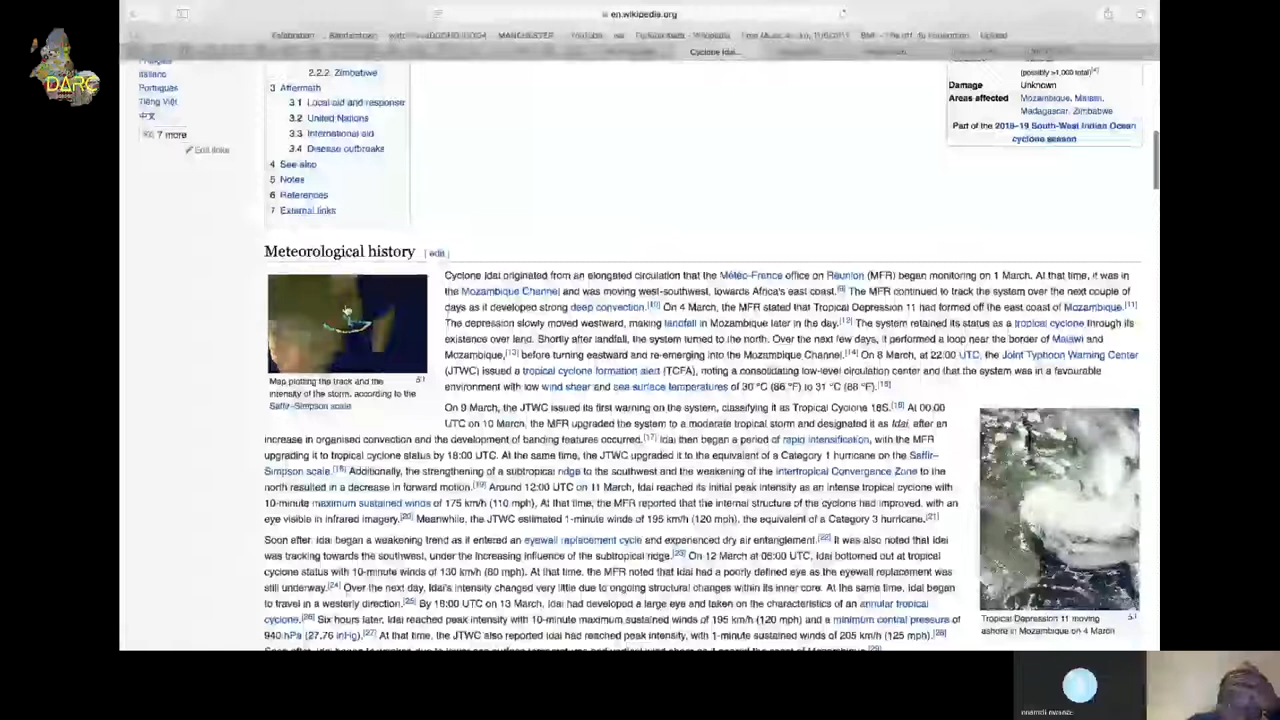 en.wikipedia.org
MANCHESTER
YouTube
Cyclone Idai...
DARC
Italiano
Português
Tiếng Việt
中文
7 more
Edit links
2.2.2 Zimbabwe
3 Aftermath
3.1 Local aid and response
3.2 United Nations
3.3 International aid
3.4 Disease outbreaks
4 See also
5 Notes
6 References
7 External links
(possibly >1,000 total)[4]
Damage Unknown
Areas affected Mozambique, Malawi,
Madagascar, Zimbabwe
Part of the 2018–19 South-West Indian Ocean
cyclone season
Meteorological history [ edit ]
Map plotting the track and the
intensity of the storm, according to the
Saffir–Simpson scale
Cyclone Idai originated from an elongated circulation that the Météo-France office on Réunion (MFR) began monitoring on 1 March. At that time, it was in
the Mozambique Channel and was moving west-southwest, towards Africa's east coast.[9] The MFR continued to track the system over the next couple of
days as it developed strong deep convection.[10] On 4 March, the MFR stated that Tropical Depression 11 had formed off the east coast of Mozambique.[11]
The depression slowly moved westward, making landfall in Mozambique later in the day.[12] The system retained its status as a tropical cyclone through its
existence over land. Shortly after landfall, the system turned to the north. Over the next few days, it performed a loop near the border of Malawi and
Mozambique,[13] before turning eastward and re-emerging into the Mozambique Channel.[14] On 8 March, at 22:00 UTC, the Joint Typhoon Warning Center
(JTWC) issued a tropical cyclone formation alert (TCFA), noting a consolidating low-level circulation center and that the system was in a favourable
environment with low wind shear and sea surface temperatures of 30 °C (86 °F) to 31 °C (88 °F).[15]
On 9 March, the JTWC issued its first warning on the system, classifying it as Tropical Cyclone 18S.[16] At 00:00
UTC on 10 March, the MFR upgraded the system to a moderate tropical storm and designated it as Idai, after an
increase in organised convection and the development of banding features occurred.[17] Idai then began a period of rapid intensification, with the MFR
upgrading it to tropical cyclone status by 18:00 UTC. At the same time, the JTWC upgraded it to the equivalent of a Category 1 hurricane on the Saffir–
Simpson scale.[18] Additionally, the strengthening of a subtropical ridge to the southwest and the weakening of the Intertropical Convergence Zone to the
north resulted in a decrease in forward motion.[19] Around 12:00 UTC on 11 March, Idai reached its initial peak intensity as an intense tropical cyclone with
10-minute maximum sustained winds of 175 km/h (110 mph). At that time, the MFR reported that the internal structure of the cyclone had improved, with an
eye visible in infrared imagery.[20] Meanwhile, the JTWC estimated 1-minute winds of 195 km/h (120 mph), the equivalent of a Category 3 hurricane.[21]
Soon after, Idai began a weakening trend as it entered an eyewall replacement cycle and experienced dry air entanglement.[22] It was also noted that Idai
was tracking towards the southwest, under the increasing influence of the subtropical ridge.[23] On 12 March at 06:00 UTC, Idai bottomed out at tropical
cyclone status with 10-minute winds of 130 km/h (80 mph). At that time, the MFR noted that Idai had a poorly defined eye as the eyewall replacement was
still underway.[24] Over the next day, Idai's intensity changed very little due to ongoing structural changes within its inner core. At the same time, Idai began
to travel in a westerly direction.[25] By 18:00 UTC on 13 March, Idai had developed a large eye and taken on the characteristics of an annular tropical
cyclone.[26] Six hours later, Idai reached peak intensity with 10-minute maximum sustained winds of 195 km/h (120 mph) and a minimum central pressure of
940 hPa (27.76 inHg).[27] At that time, the JTWC also reported Idai had reached peak intensity, with 1-minute sustained winds of 205 km/h (125 mph).[28]
Tropical Depression 11 moving
ashore in Mozambique on 4 March